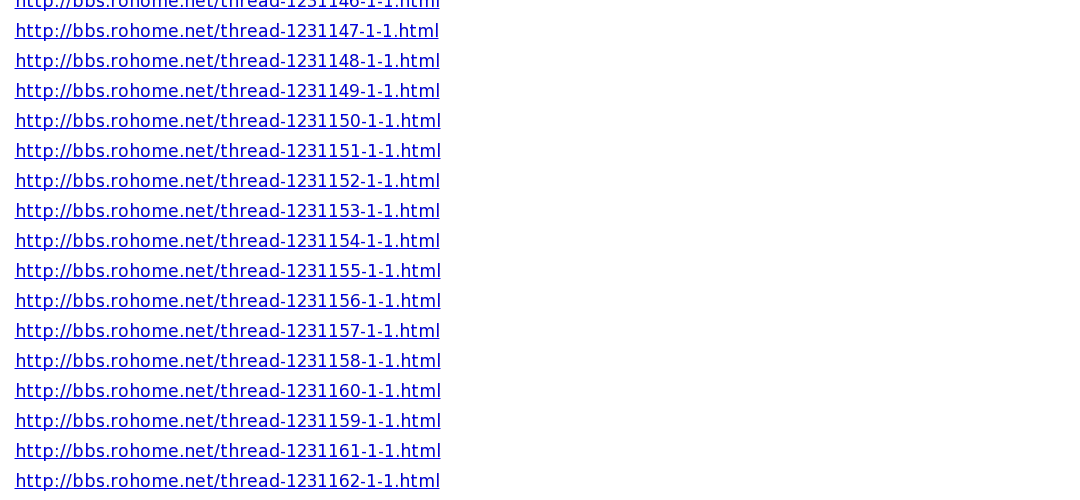 http://bbs.rohome.net/thread-1231146-1-1.html
http://bbs.rohome.net/thread-1231147-1-1.html
http://bbs.rohome.net/thread-1231148-1-1.html
http://bbs.rohome.net/thread-1231149-1-1.html
http://bbs.rohome.net/thread-1231150-1-1.html
http://bbs.rohome.net/thread-1231151-1-1.html
http://bbs.rohome.net/thread-1231152-1-1.html
http://bbs.rohome.net/thread-1231153-1-1.html
http://bbs.rohome.net/thread-1231154-1-1.html
http://bbs.rohome.net/thread-1231155-1-1.html
http://bbs.rohome.net/thread-1231156-1-1.html
http://bbs.rohome.net/thread-1231157-1-1.html
http://bbs.rohome.net/thread-1231158-1-1.html
http://bbs.rohome.net/thread-1231160-1-1.html
http://bbs.rohome.net/thread-1231159-1-1.html
http://bbs.rohome.net/thread-1231161-1-1.html
http://bbs.rohome.net/thread-1231162-1-1.html